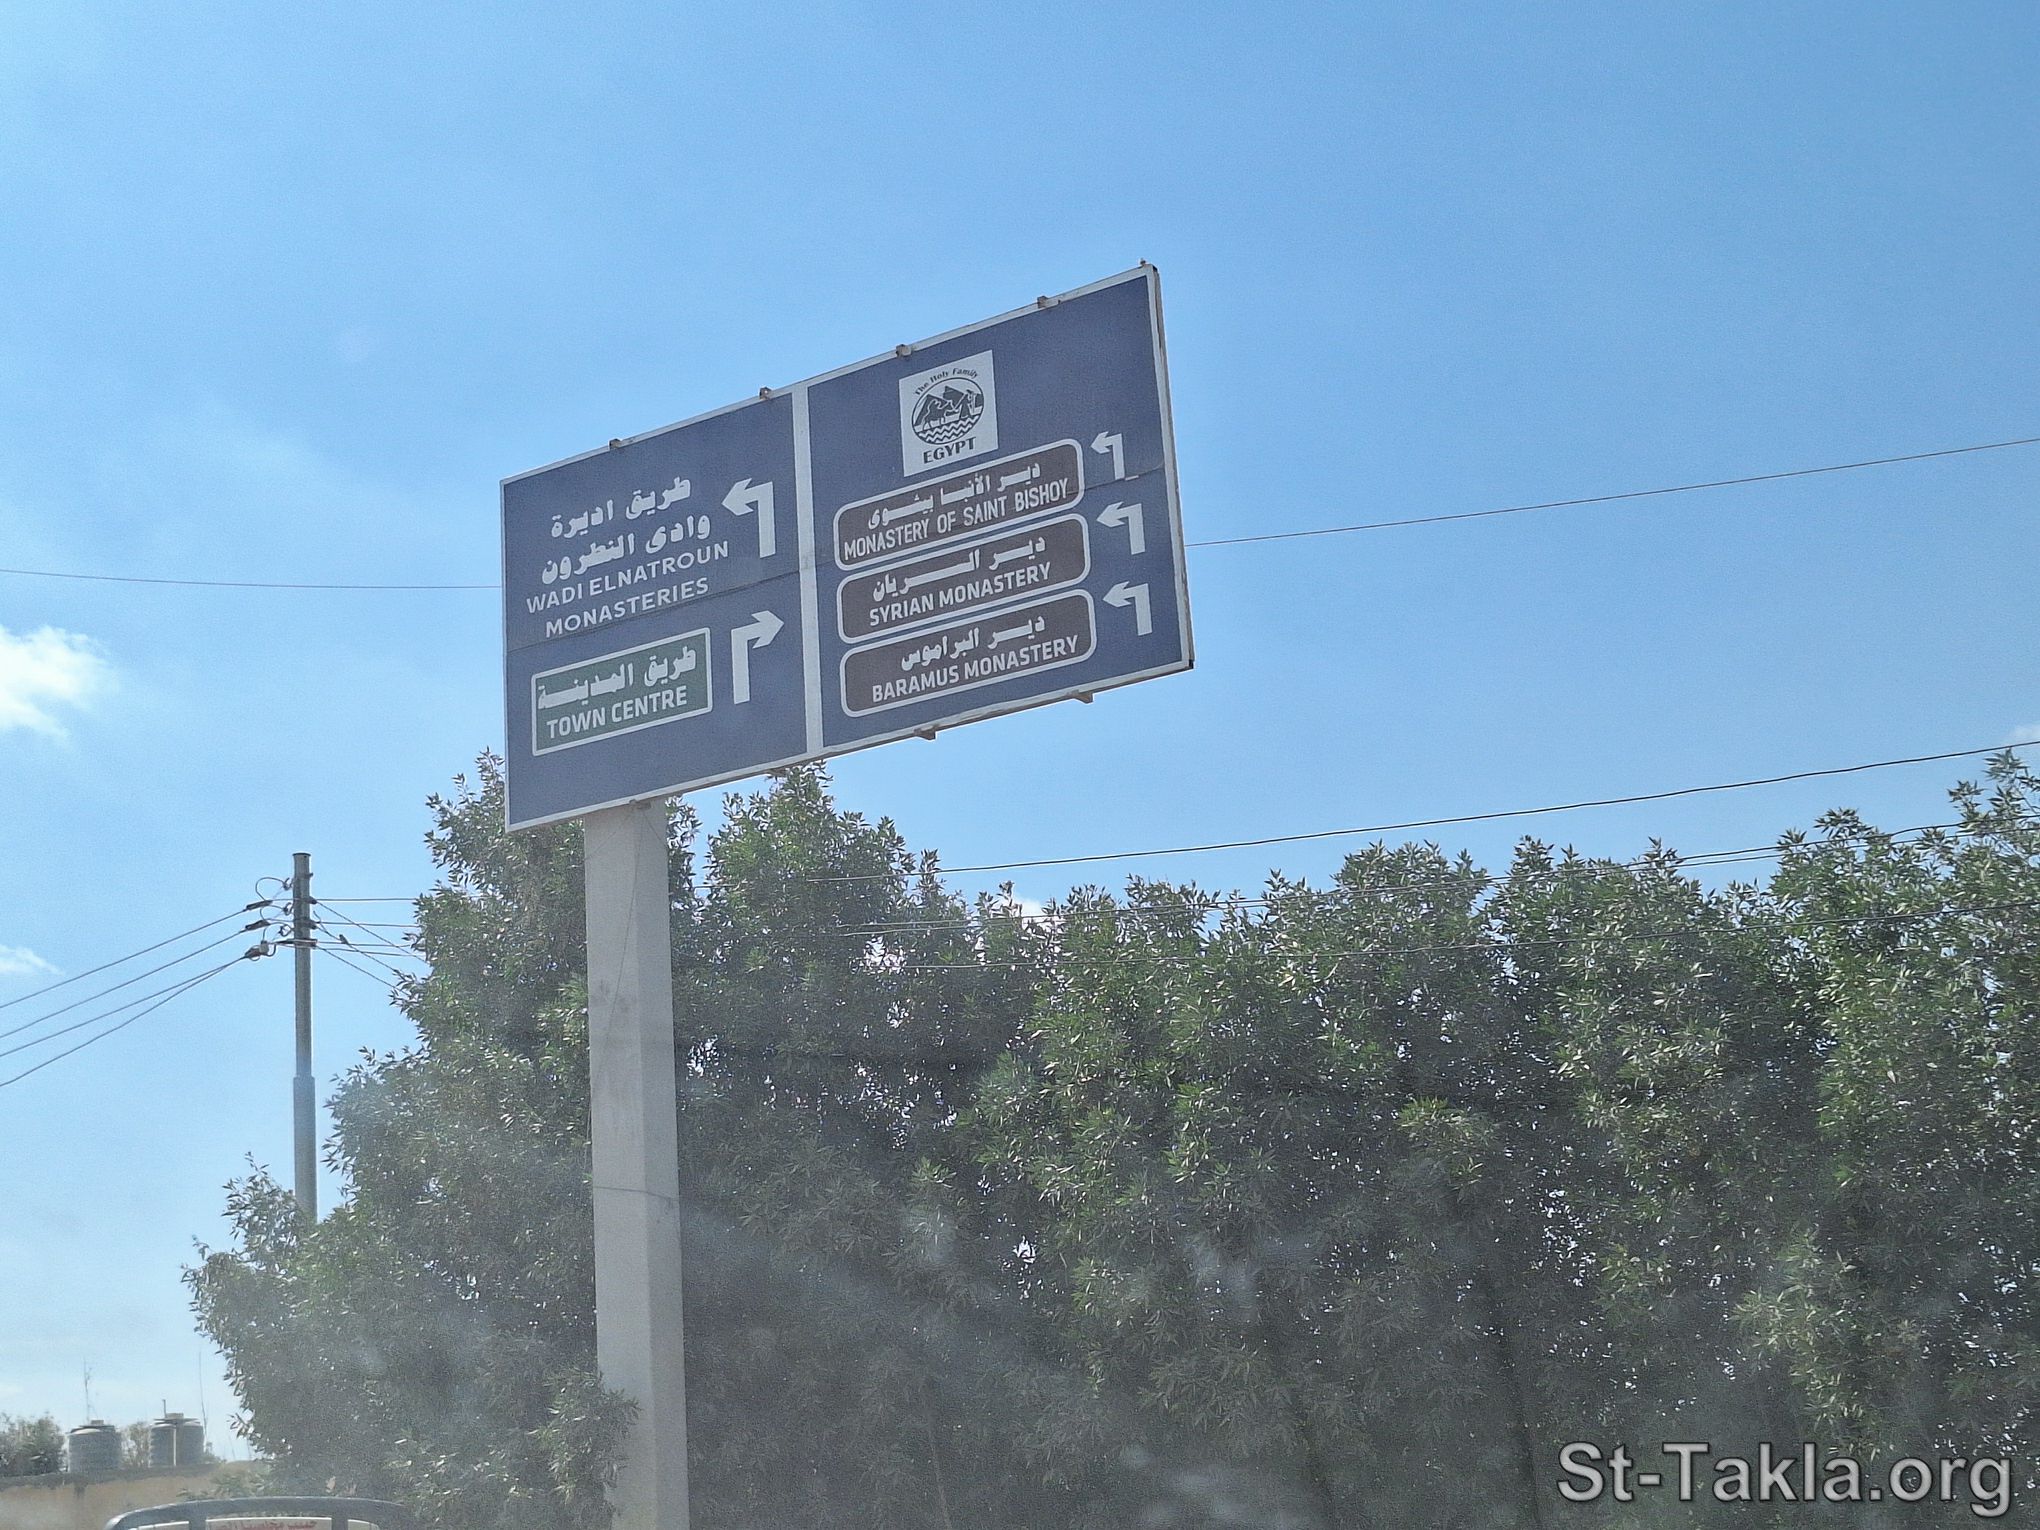 طريق اديرة
وادى النطرون
WADI ELNATROUN
MONASTERIES
طريق المدينة
TOWN CENTRE
The Holy Family
EGYPT
دير الأنبا بيشوى
MONASTERY OF SAINT BISHOY
دير السريان
SYRIAN MONASTERY
دير البراموس
BARAMUS MONASTERY
St-Takla.org